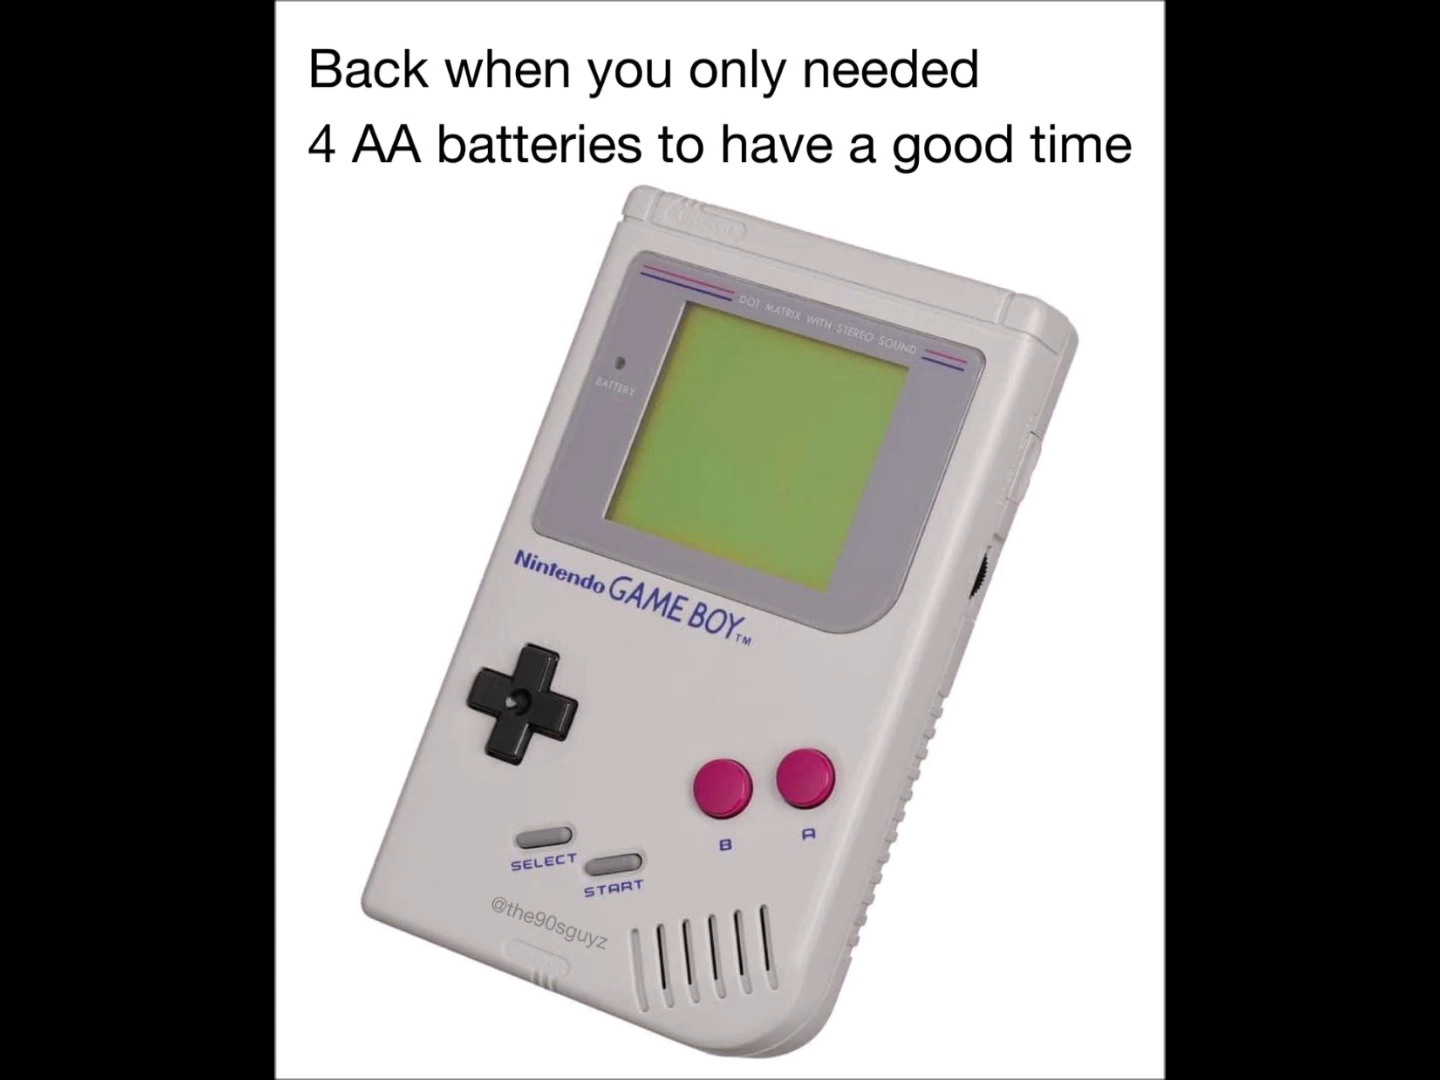 Back when you only needed
4 AA batteries to have a good time
DOT MATRIX WITH STEREO SOUND
BATTERY
Nintendo GAME BOY TM
B A
SELECT
START
@the90sguyz